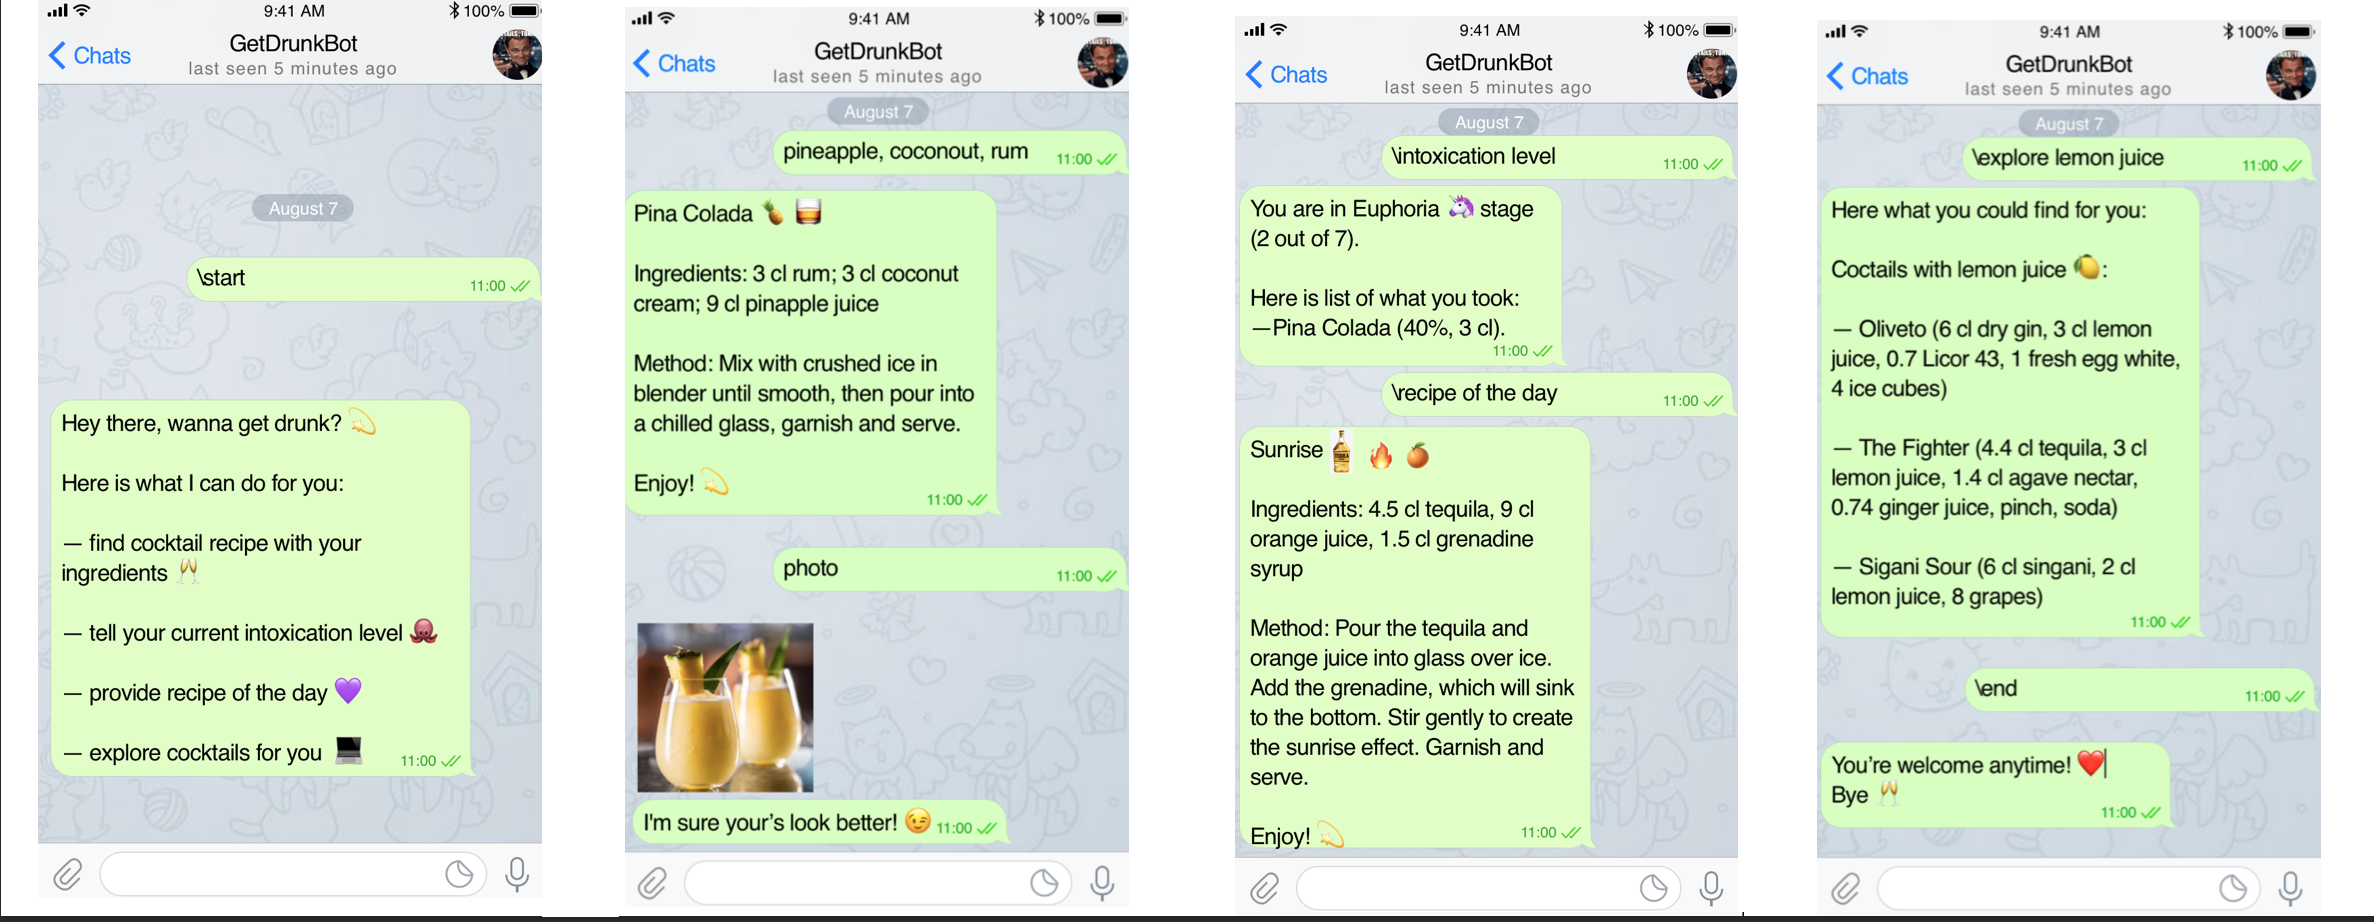 9:41 AM
100%
Chats
GetDrunkBot
last seen 5 minutes ago
August 7
\start
11:00
Hey there, wanna get drunk? 💫
Here is what I can do for you:
— find cocktail recipe with your
ingredients 🥂
— tell your current intoxication level 🐙
— provide recipe of the day 💜
— explore cocktails for you 💻
11:00
9:41 AM
100%
Chats
GetDrunkBot
last seen 5 minutes ago
August 7
pineapple, coconout, rum
11:00
Pina Colada 🍍 🥃
Ingredients: 3 cl rum; 3 cl coconut
cream; 9 cl pinapple juice
Method: Mix with crushed ice in
blender until smooth, then pour into
a chilled glass, garnish and serve.
Enjoy! 💫
11:00
photo
11:00
I'm sure your's look better! 😉
11:00
9:41 AM
100%
Chats
GetDrunkBot
last seen 5 minutes ago
August 7
\intoxication level
11:00
You are in Euphoria 🦄 stage
(2 out of 7).
Here is list of what you took:
—Pina Colada (40%, 3 cl).
11:00
\recipe of the day
11:00
Sunrise 🔥 🍊
Ingredients: 4.5 cl tequila, 9 cl
orange juice, 1.5 cl grenadine
syrup
Method: Pour the tequila and
orange juice into glass over ice.
Add the grenadine, which will sink
to the bottom. Stir gently to create
the sunrise effect. Garnish and
serve.
Enjoy! 💫
11:00
9:41 AM
100%
Chats
GetDrunkBot
last seen 5 minutes ago
August 7
\explore lemon juice
11:00
Here what you could find for you:
Coctails with lemon juice 🍋:
— Oliveto (6 cl dry gin, 3 cl lemon
juice, 0.7 Licor 43, 1 fresh egg white,
4 ice cubes)
— The Fighter (4.4 cl tequila, 3 cl
lemon juice, 1.4 cl agave nectar,
0.74 ginger juice, pinch, soda)
— Sigani Sour (6 cl singani, 2 cl
lemon juice, 8 grapes)
11:00
\end
11:00
You're welcome anytime! ❤️
Bye 🥂
11:00